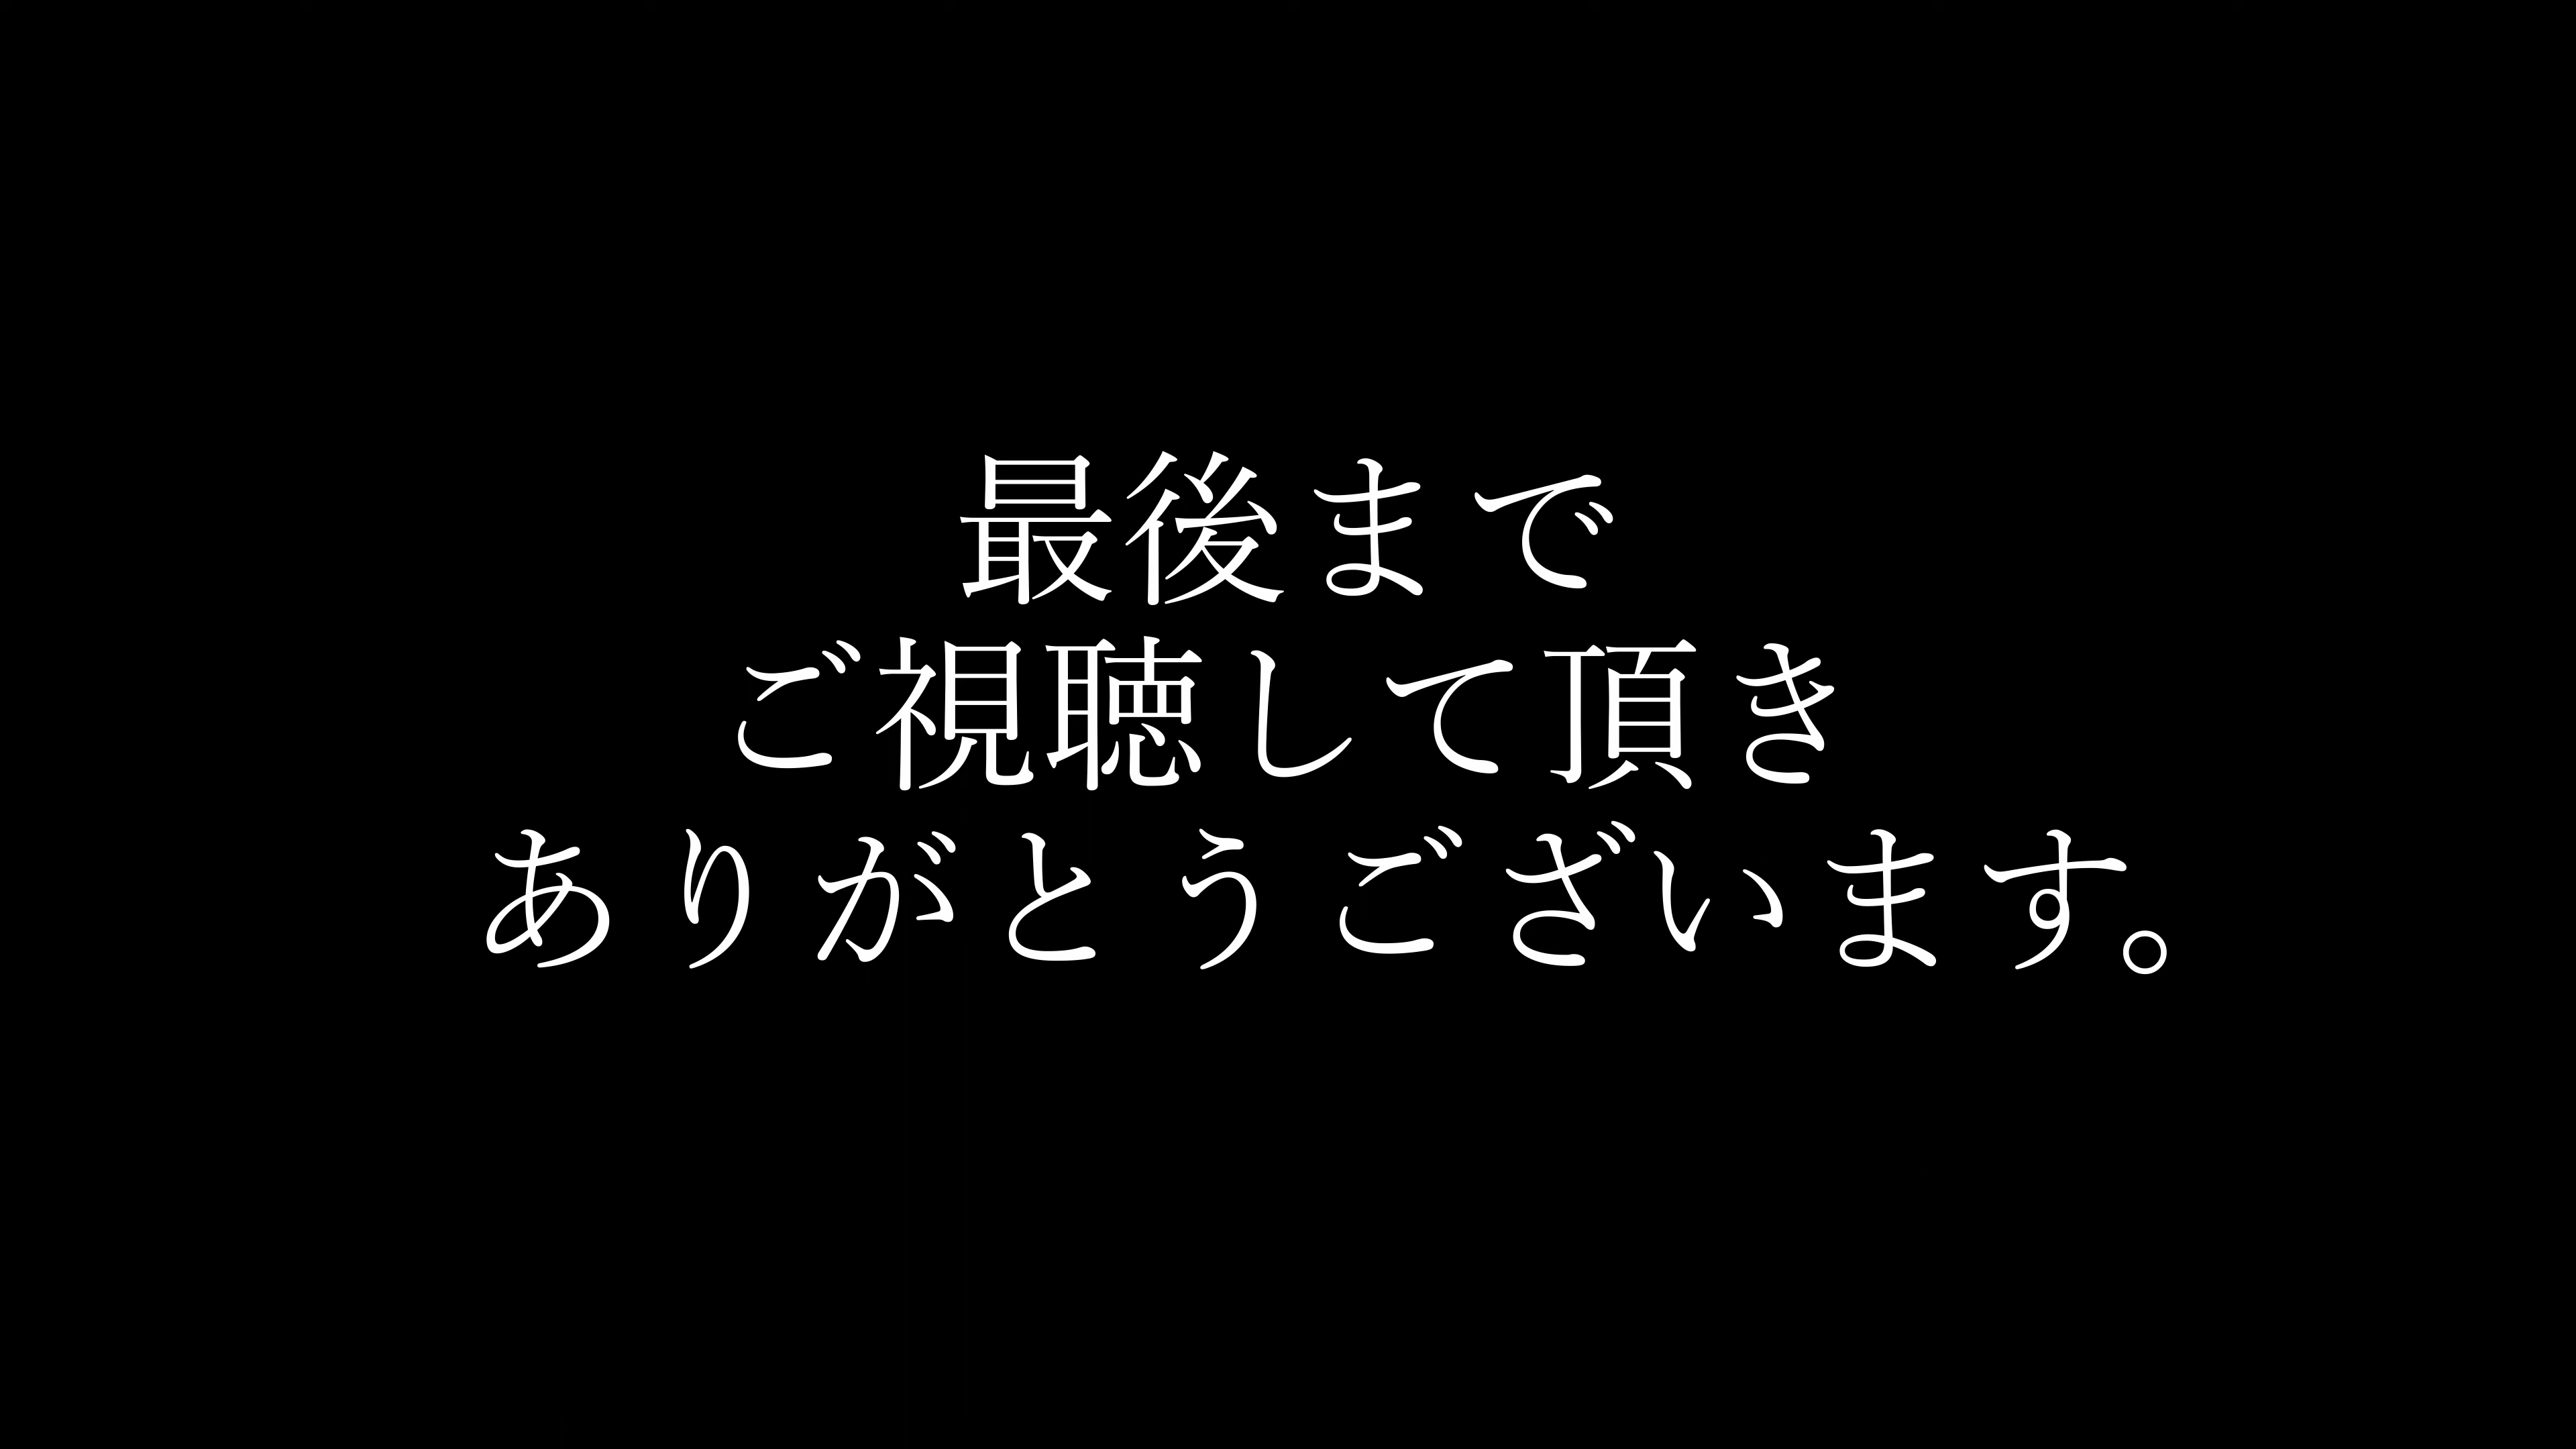 最後まで
ご視聴して頂き
ありがとうございます。